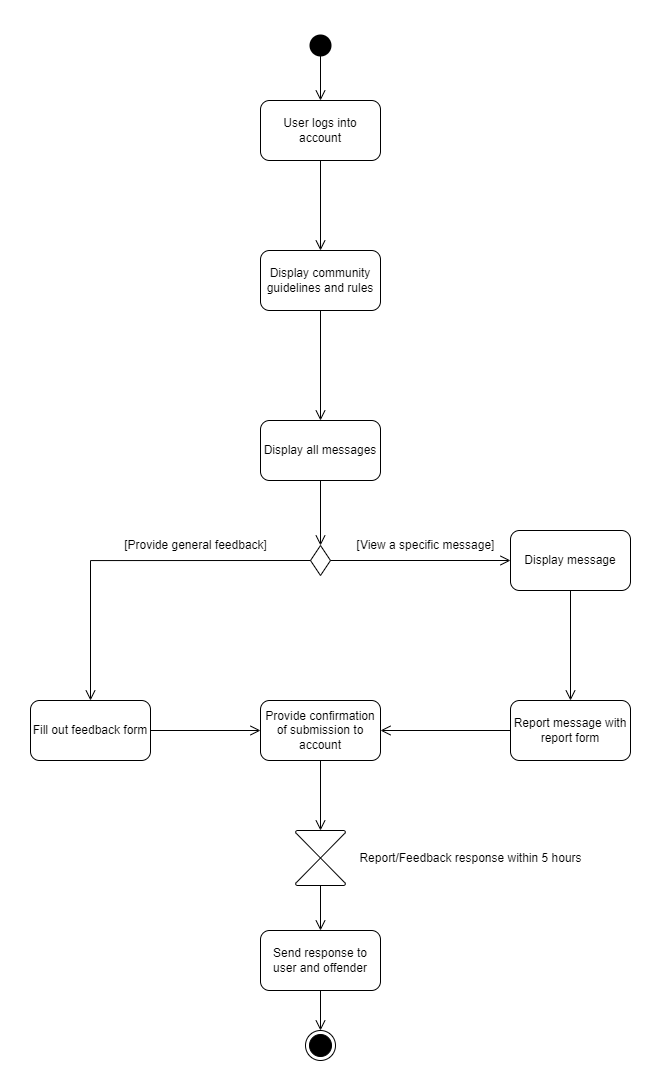 User logs into
account
Display community
guidelines and rules
Display all messages
[Provide general feedback]
[View a specific message]
Display message
Fill out feedback form
Provide confirmation
of submission to
account
Report message with
report form
Report/Feedback response within 5 hours
Send response to
user and offender